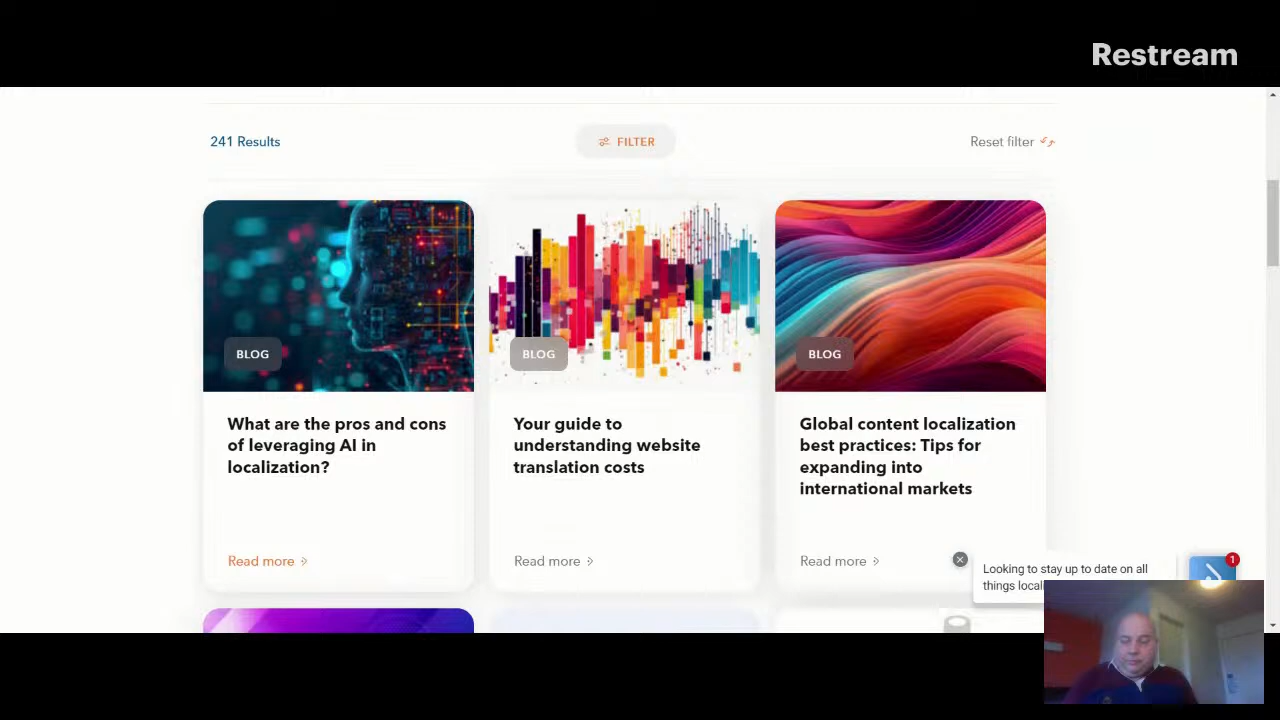 Restream
241 Results
FILTER
Reset filter
BLOG
BLOG
BLOG
What are the pros and cons
of leveraging AI in
localization?
Your guide to
understanding website
translation costs
Global content localization
best practices: Tips for
expanding into
international markets
Read more
Read more
Read more
1
Looking to stay up to date on all
things